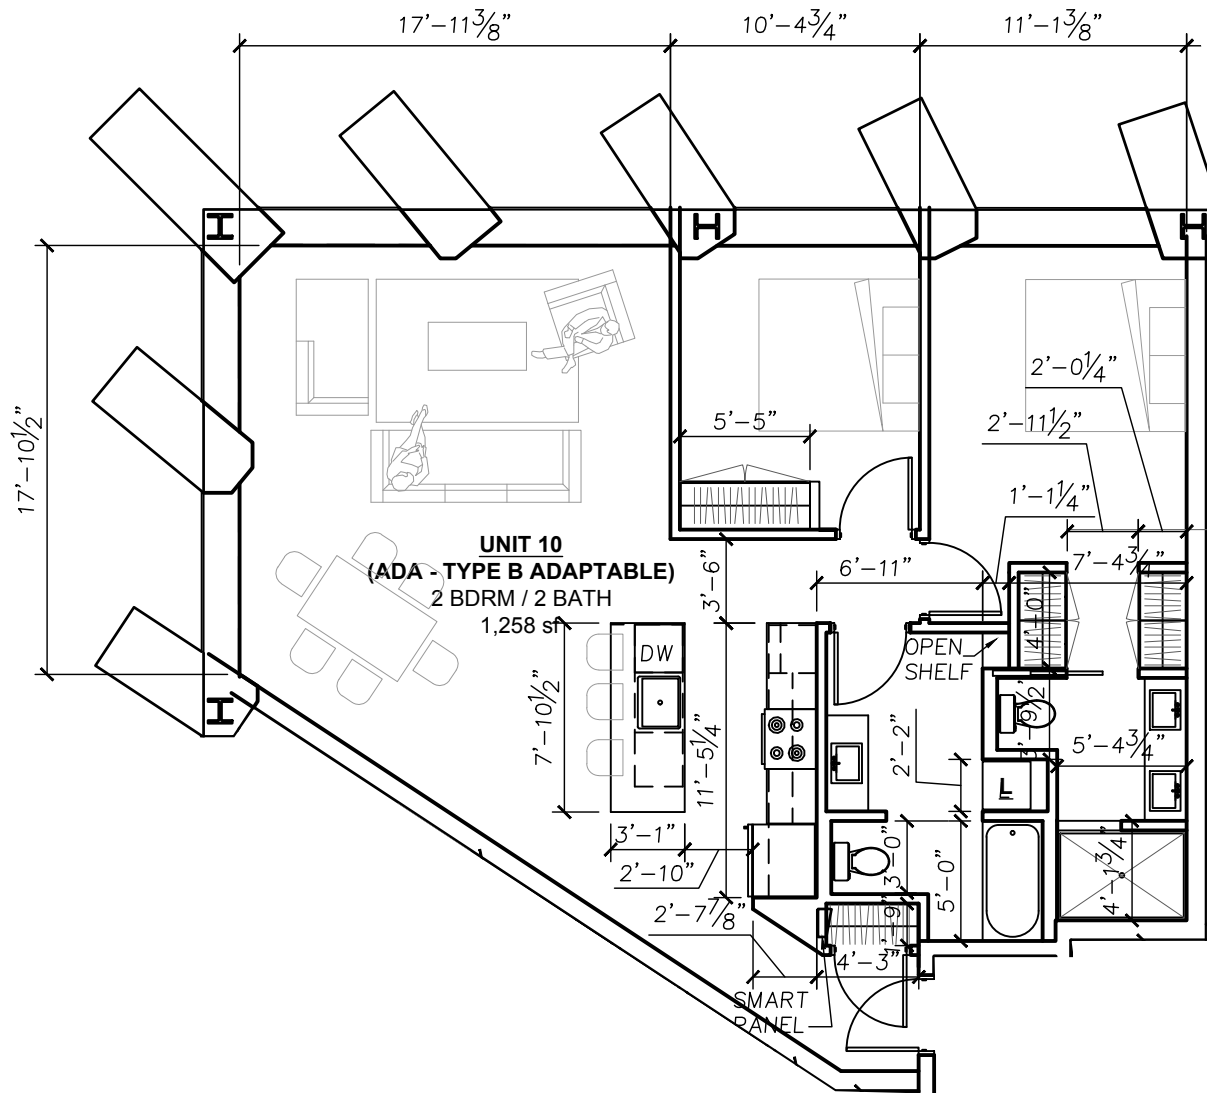 17'-11 3/8"
10'-4 3/4"
11'-1 3/8"
17'-10 1/2"
2'-0 1/4"
5'-5"
2'-11 1/2"
1'-1 1/4"
UNIT 10
(ADA - TYPE B ADAPTABLE)
2 BDRM / 2 BATH
1,258 sf
3'-6"
6'-11"
4'-0"
OPEN
SHELF
DW
7'-10 1/2"
11'-5 1/4"
2'-2"
5'-4 3/4"
L
3'-1"
2'-10"
3'-0"
5'-0"
4'-1 3/4"
2'-7 7/8"
4'-3"
SMART
PANEL